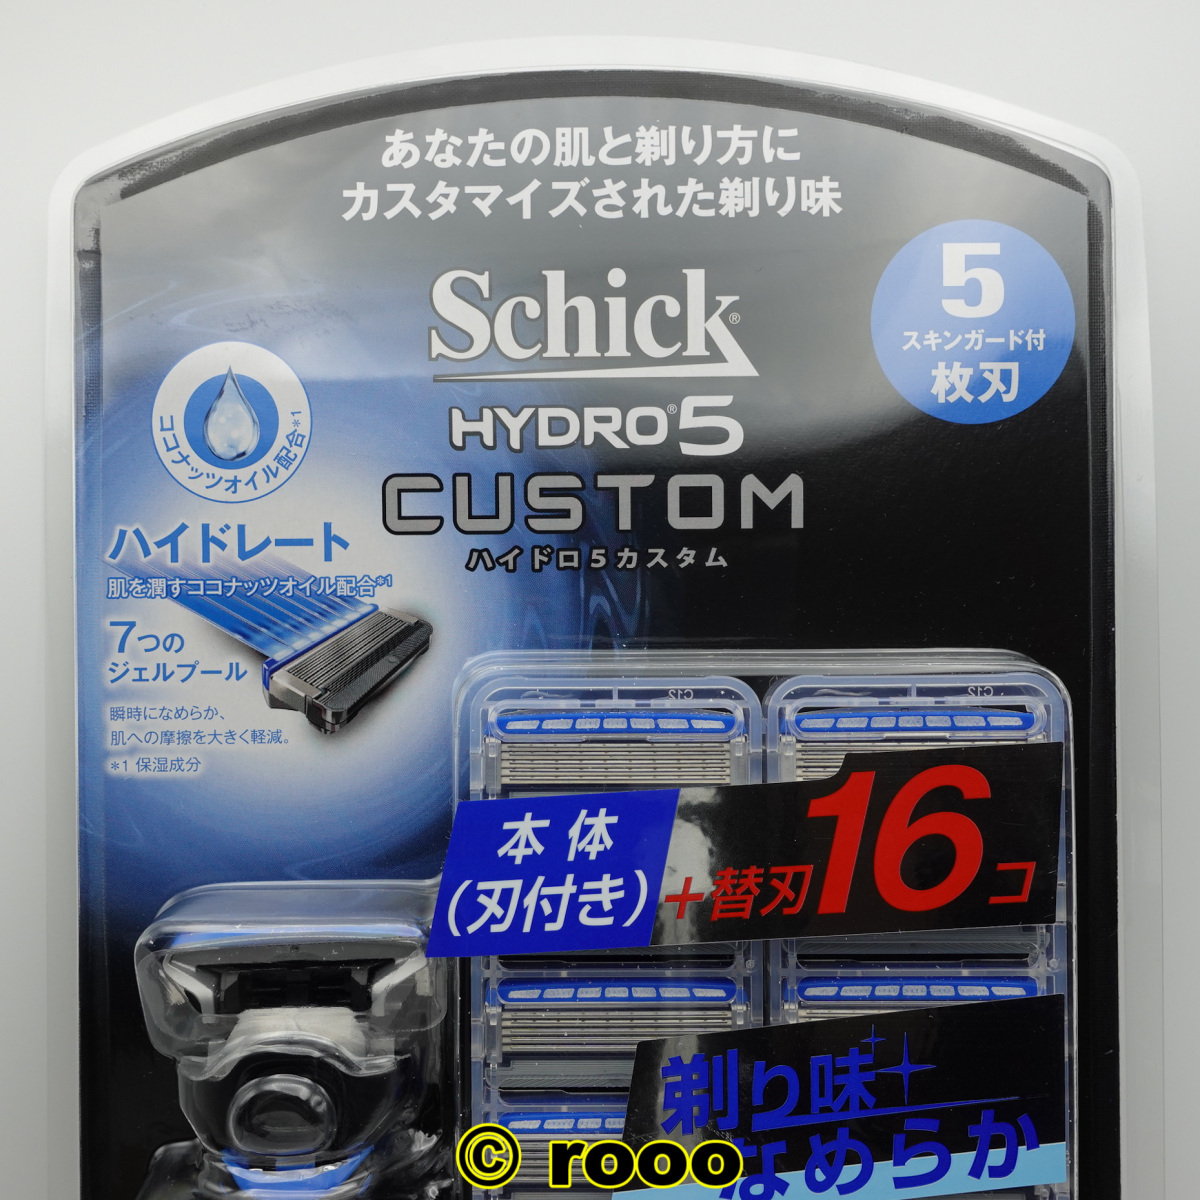 あなたの肌と剃り方に
カスタマイズされた剃り味
Schick®
HYDRO®5
CUSTOM
ハイドロ5カスタム
5
スキンガード付
枚刃
ココナッツオイル配合*1
ハイドレート
肌を潤すココナッツオイル配合*1
7つの
ジェルプール
瞬時になめらか、
肌への摩擦を大きく軽減。
*1 保湿成分
C12
C12
本体
(刃付き)
+替刃16コ
剃り味
なめらか
© rooo